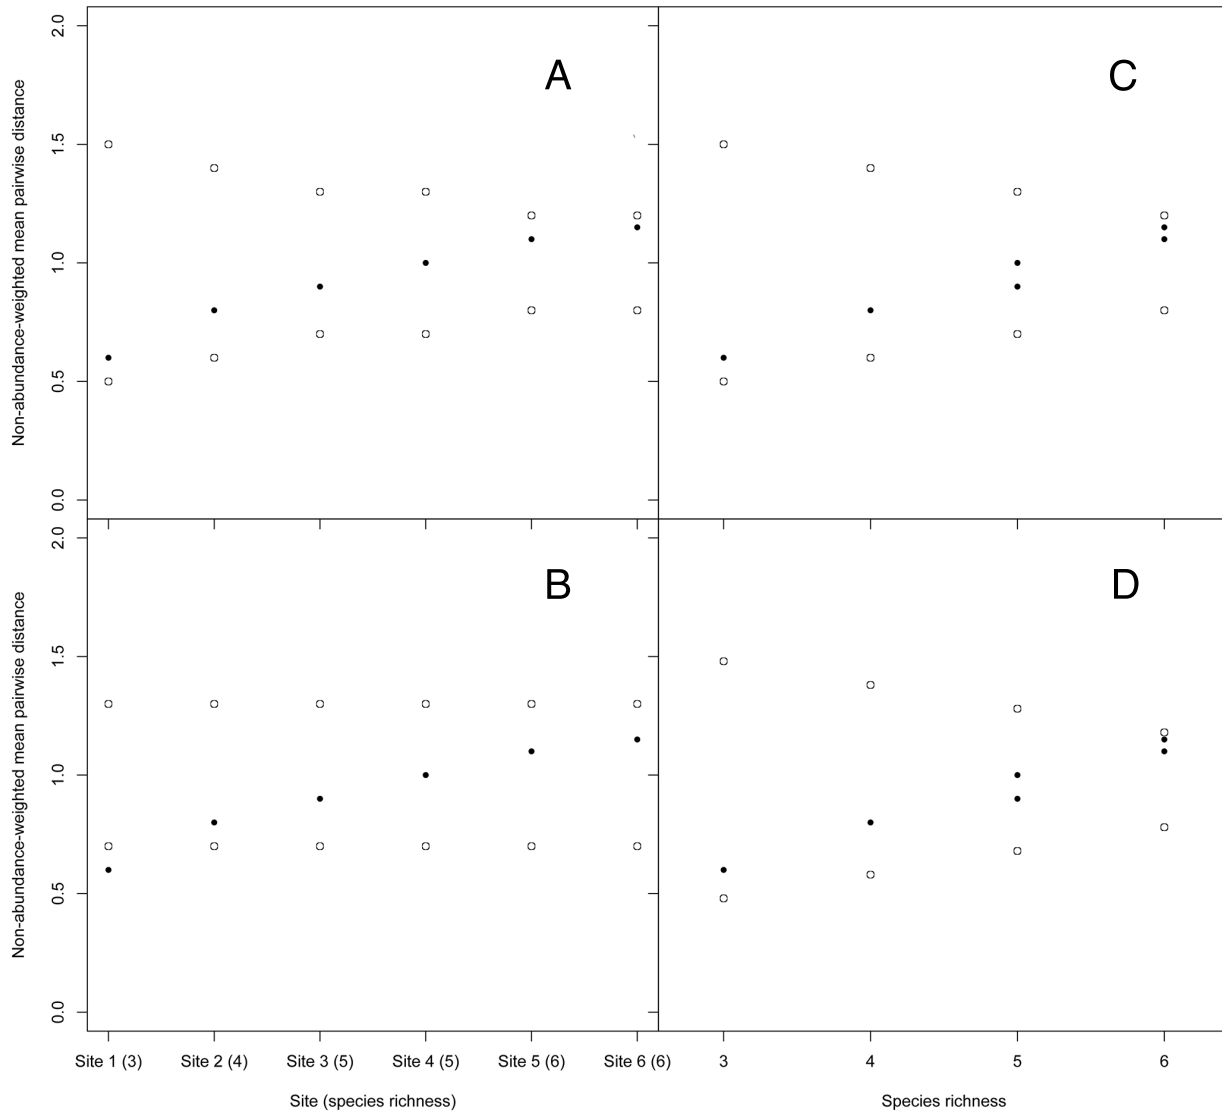 A
C
Non-abundance-weighted mean pairwise distance
2.0
1.5
1.0
0.5
0.0
B
D
Non-abundance-weighted mean pairwise distance
2.0
1.5
1.0
0.5
0.0
Site 1 (3) Site 2 (4) Site 3 (5) Site 4 (5) Site 5 (6) Site 6 (6) 3 4 5 6
Site (species richness) Species richness